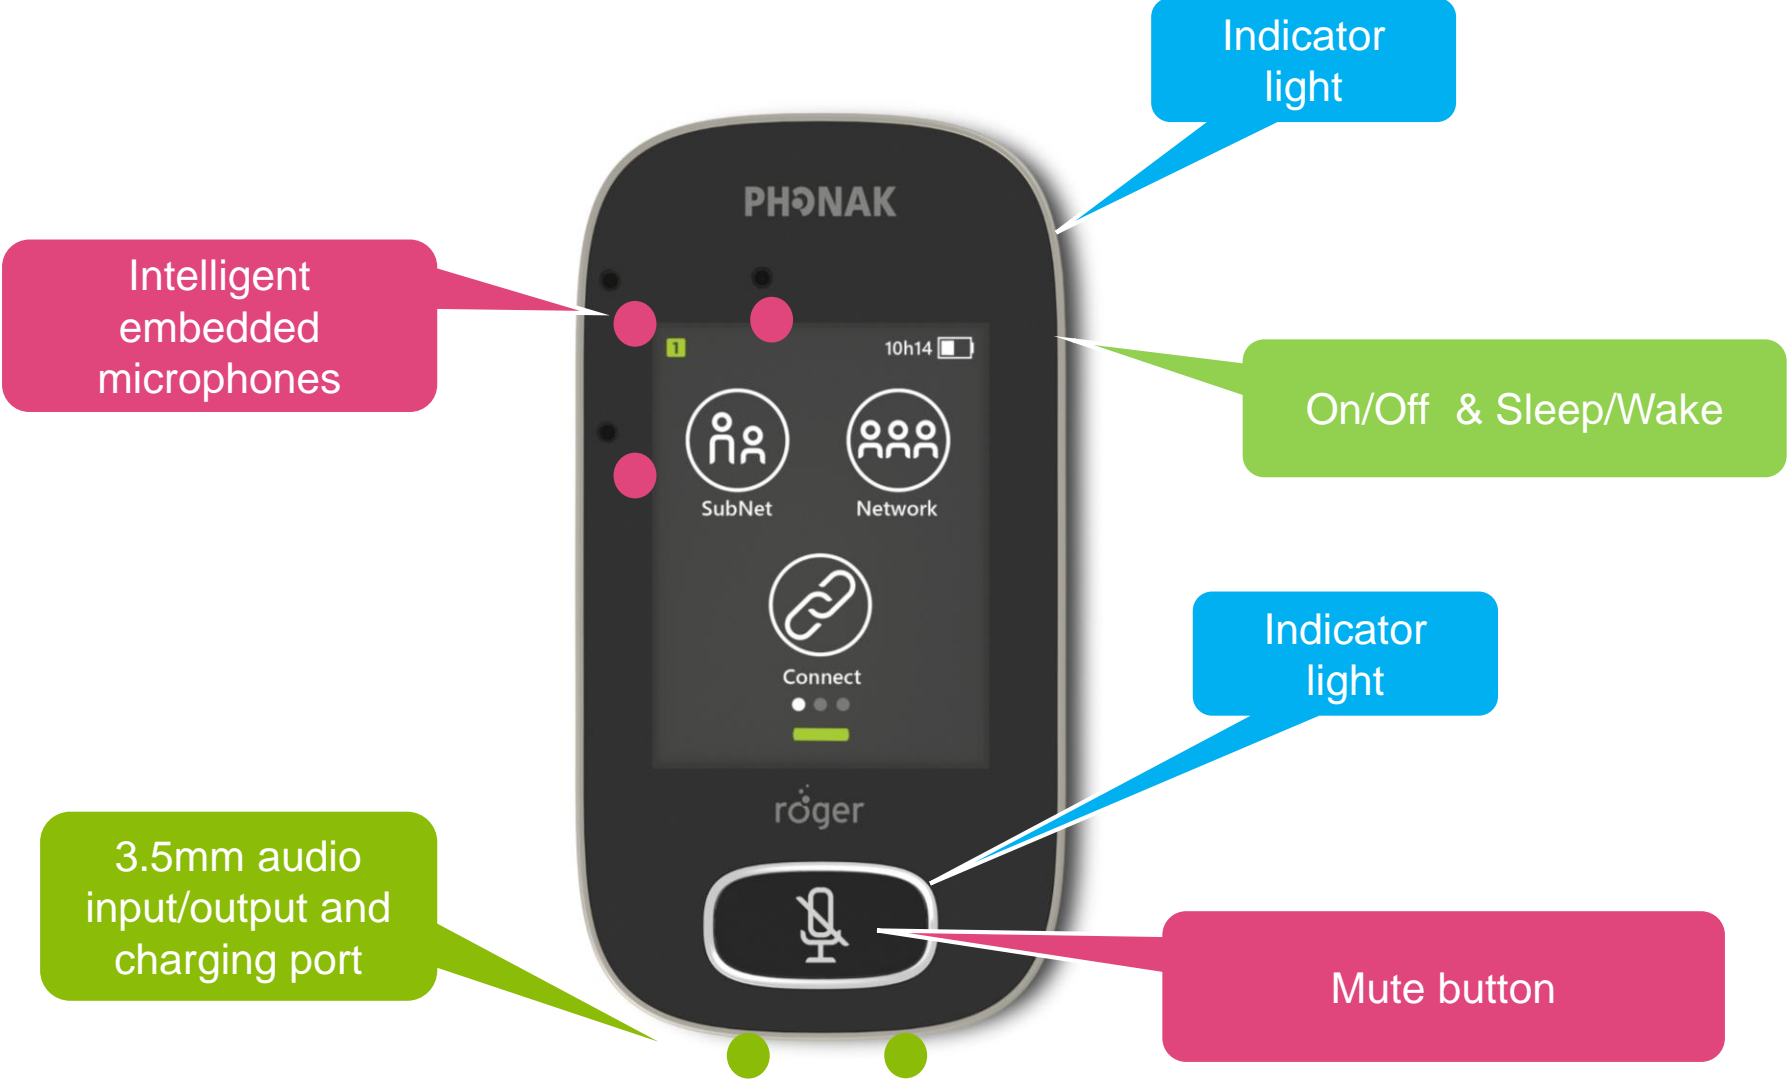 Indicator
light
PHONAK
Intelligent
embedded
microphones
1
10h14
On/Off & Sleep/Wake
SubNet
Network
Indicator
light
Connect
roger
3.5mm audio
input/output and
charging port
Mute button